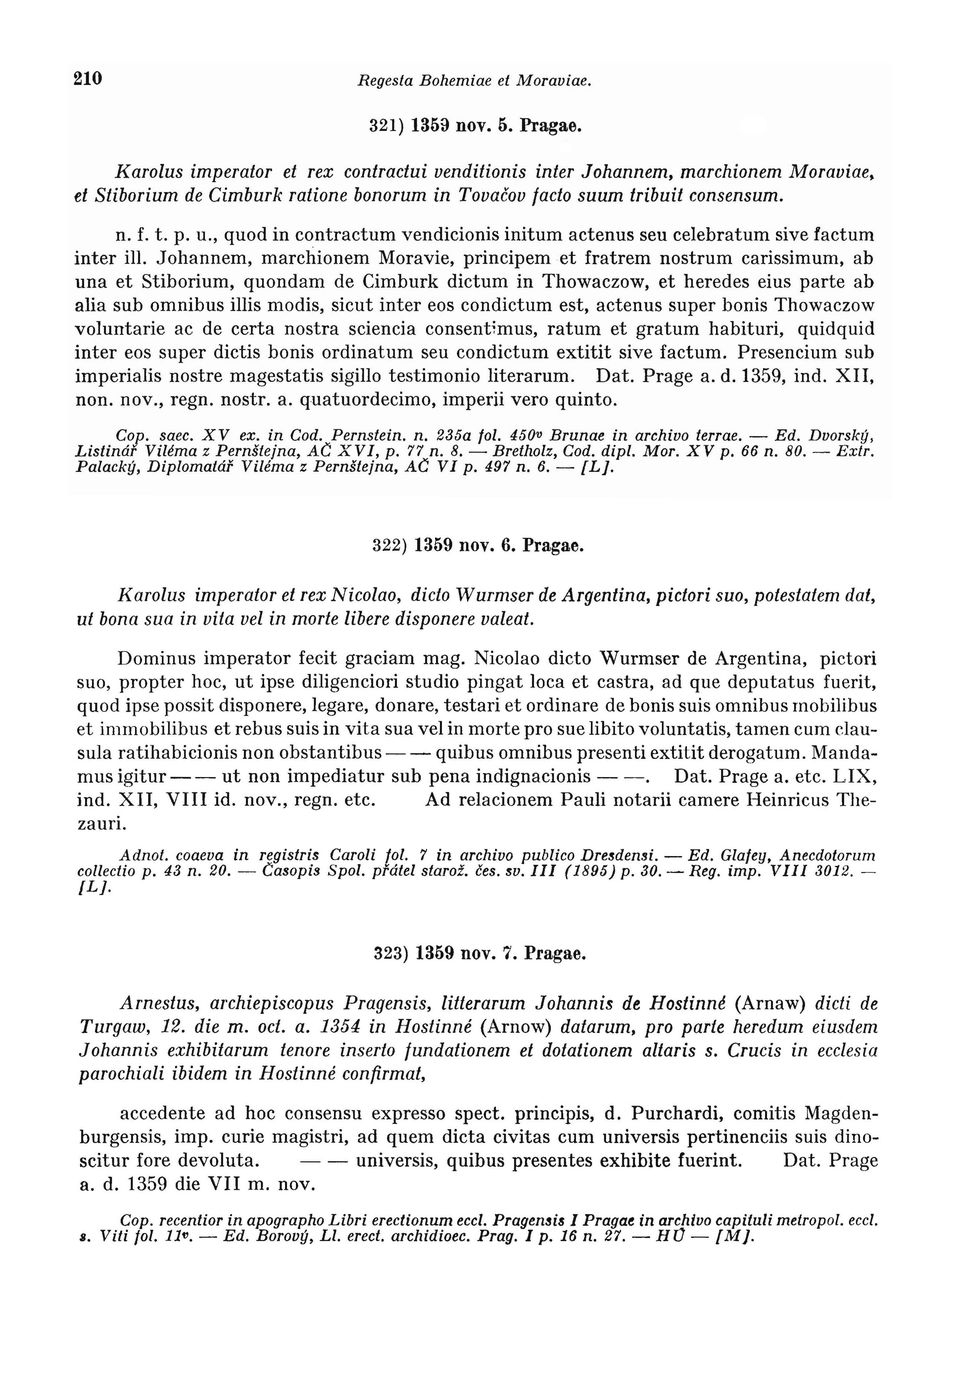 210 Regesta Bohemiae et Moraviae.
321) 1359 nov. 5. Pragae.
Karolus imperator et rex contractui venditionis inter Johannem, marchionem Moraviae,
et Stiborium de Cimburk ratione bonorum in Tovačov facto suum tribuit consensum.
n. f. t. p. u., quod in contractum vendicionis initum actenus seu celebratum sive factum
inter ill. Johannem, marchionem Moravie, principem et fratrem nostrum carissimum, ab
una et Stiborium, quondam de Cimburk dictum in Thowaczow, et heredes eius parte ab
alia sub omnibus illis modis, sicut inter eos condictum est, actenus super bonis Thowaczow
voluntarie ac de certa nostra sciencia consentimus, ratum et gratum habituri, quidquid
inter eos super dictis bonis ordinatum seu condictum extitit sive factum. Presencium sub
imperialis nostre magestatis sigillo testimonio literarum. Dat. Prage a. d. 1359, ind. XII,
non. nov., regn. nostr. a. quatuordecimo, imperii vero quinto.
Cop. saec. XV ex. in Cod. Pernstein. n. 235a fol. 450v Brunae in archivo terrae. — Ed. Dvorský,
Listinář Viléma z Pernštejna, AČ XVI, p. 77 n. 8. — Bretholz, Cod. dipl. Mor. XV p. 66 n. 80. — Extr.
Palacký, Diplomatář Viléma z Pernštejna, AČ VI p. 497 n. 6. — [L].
322) 1359 nov. 6. Pragae.
Karolus imperator et rex Nicolao, dicto Wurmser de Argentina, pictori suo, potestatem dat,
ut bona sua in vita vel in morte libere disponere valeat.
Dominus imperator fecit graciam mag. Nicolao dicto Wurmser de Argentina, pictori
suo, propter hoc, ut ipse diligenciori studio pingat loca et castra, ad que deputatus fuerit,
quod ipse possit disponere, legare, donare, testari et ordinare de bonis suis omnibus mobilibus
et immobilibus et rebus suis in vita sua vel in morte pro sue libito voluntatis, tamen cum clau-
sula ratihabicionis non obstantibus — — quibus omnibus presenti extitit derogatum. Manda-
mus igitur — — ut non impediatur sub pena indignacionis — —. Dat. Prage a. etc. LIX,
ind. XII, VIII id. nov., regn. etc. Ad relacionem Pauli notarii camere Heinricus The-
zauri.
Adnot. coaeva in registris Caroli fol. 7 in archivo publico Dresdensi. — Ed. Glafey, Anecdotorum
collectio p. 43 n. 20. — Časopis Spol. přátel starož. čes. sv. III (1895) p. 30. — Reg. imp. VIII 3012. —
[L].
323) 1359 nov. 7. Pragae.
Arnestus, archiepiscopus Pragensis, litterarum Johannis de Hostinné (Arnaw) dicti de
Turgaw, 12. die m. oct. a. 1354 in Hostinné (Arnow) datarum, pro parte heredum eiusdem
Johannis exhibitarum tenore inserto fundationem et dotationem altaris s. Crucis in ecclesia
parochiali ibidem in Hostinné confirmat,
accedente ad hoc consensu expresso spect. principis, d. Purchardi, comitis Magden-
burgensis, imp. curie magistri, ad quem dicta civitas cum universis pertinenciis suis dino-
scitur fore devoluta. — — universis, quibus presentes exhibite fuerint. Dat. Prage
a. d. 1359 die VII m. nov.
Cop. recentior in apographo Libri erectionum eccl. Pragensis I Pragae in archivo capituli metropol. eccl.
s. Viti fol. 11v. — Ed. Borový, Ll. erect. archidioec. Prag. I p. 16 n. 27. — HÚ — [M].